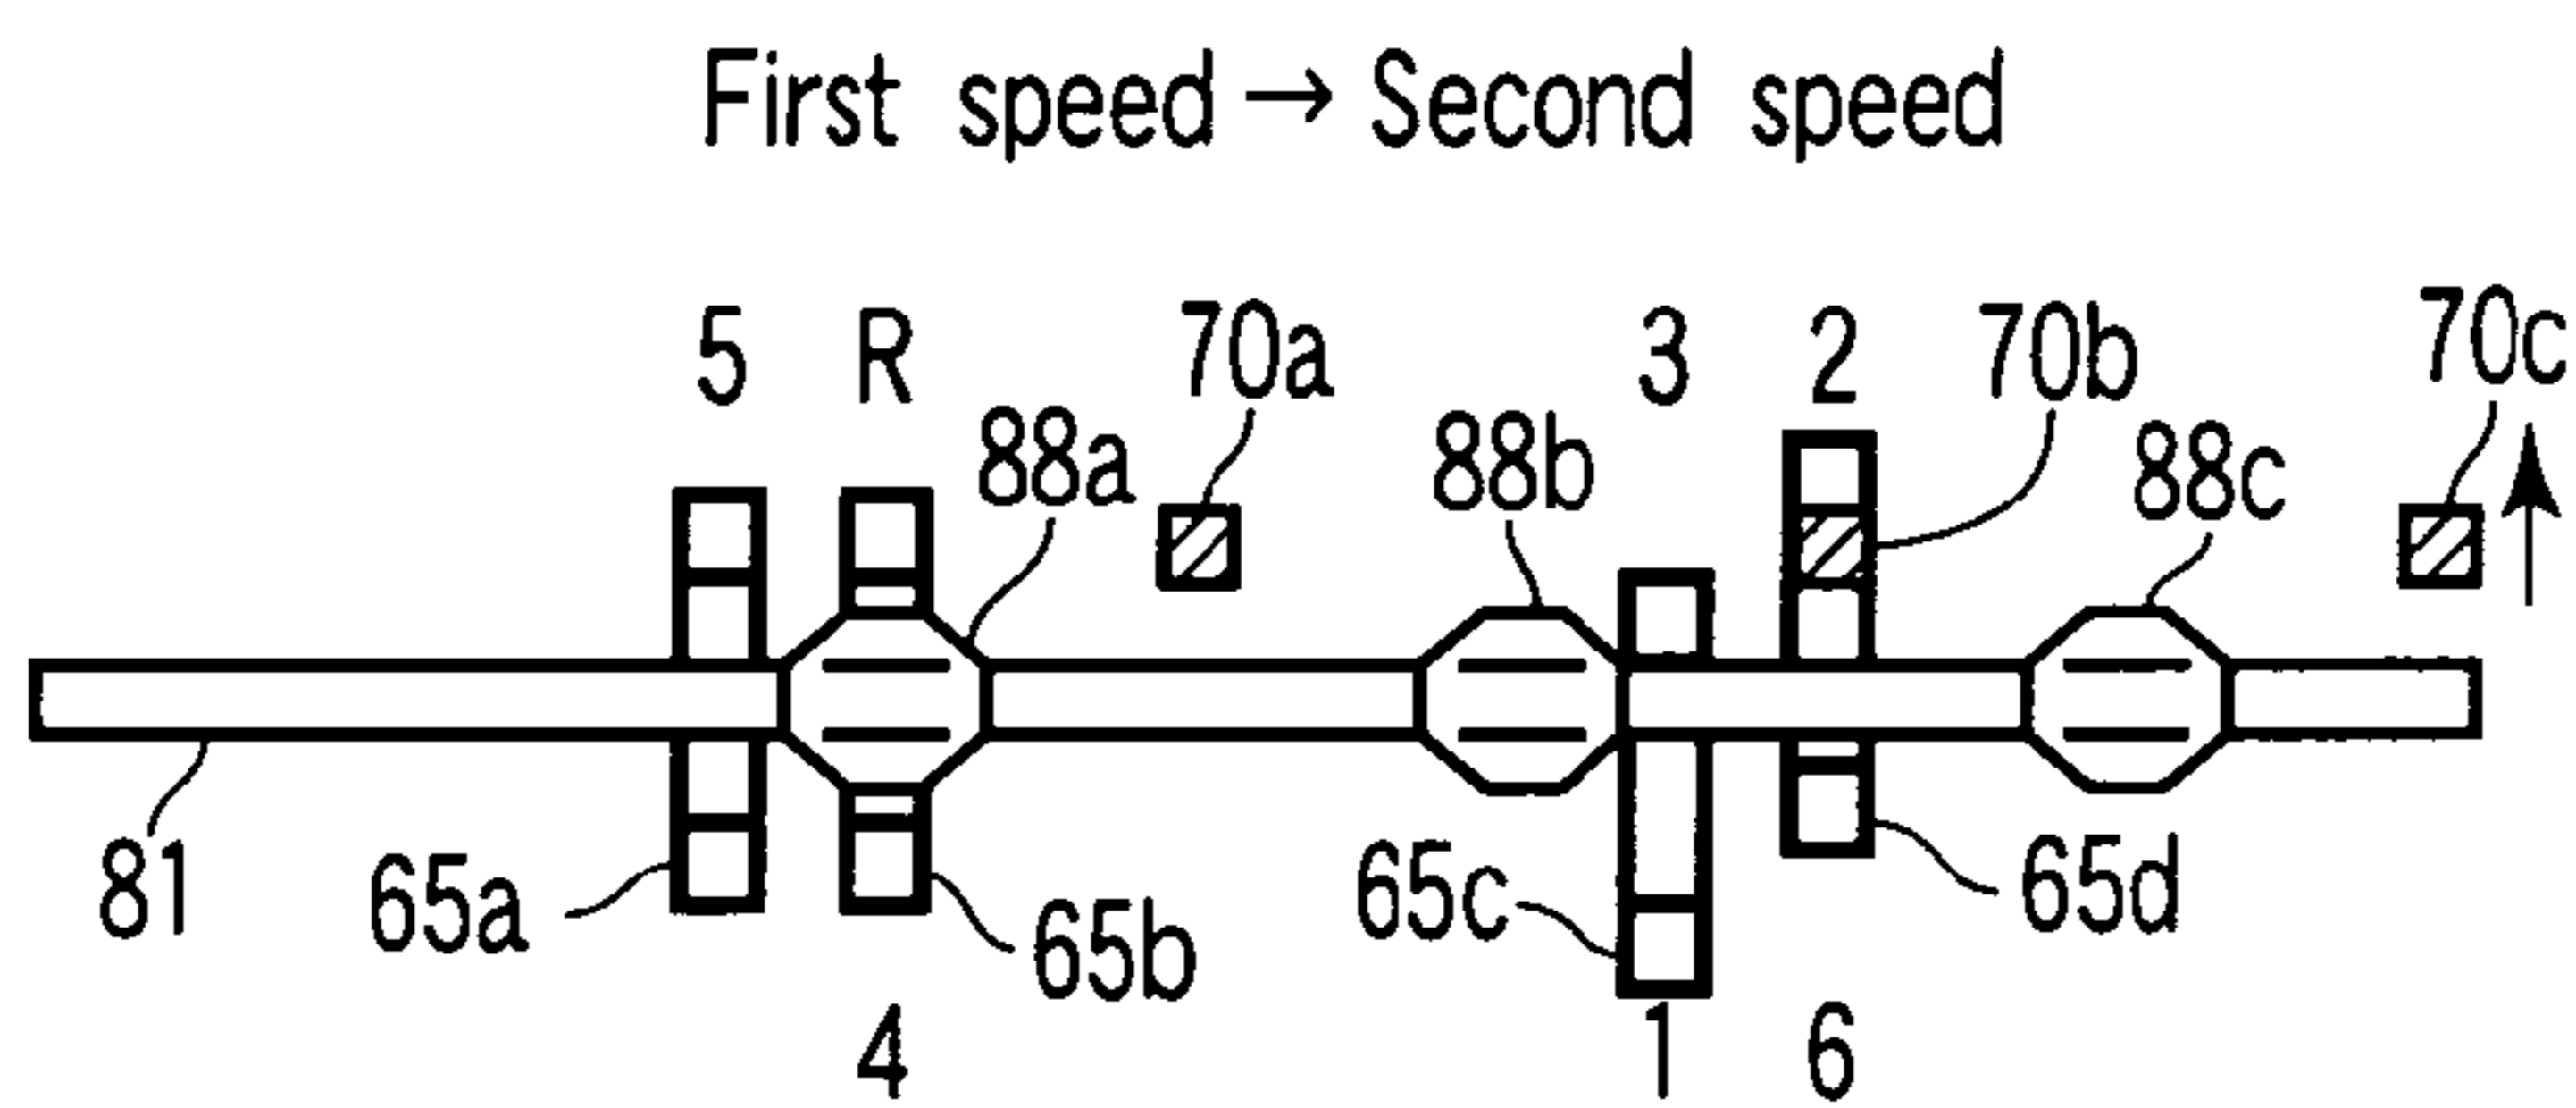 First speed → Second speed
5 R 70a 3 2 70b 70c
88a 88b 88c
81 65a 65b 65c 65d
4 1 6